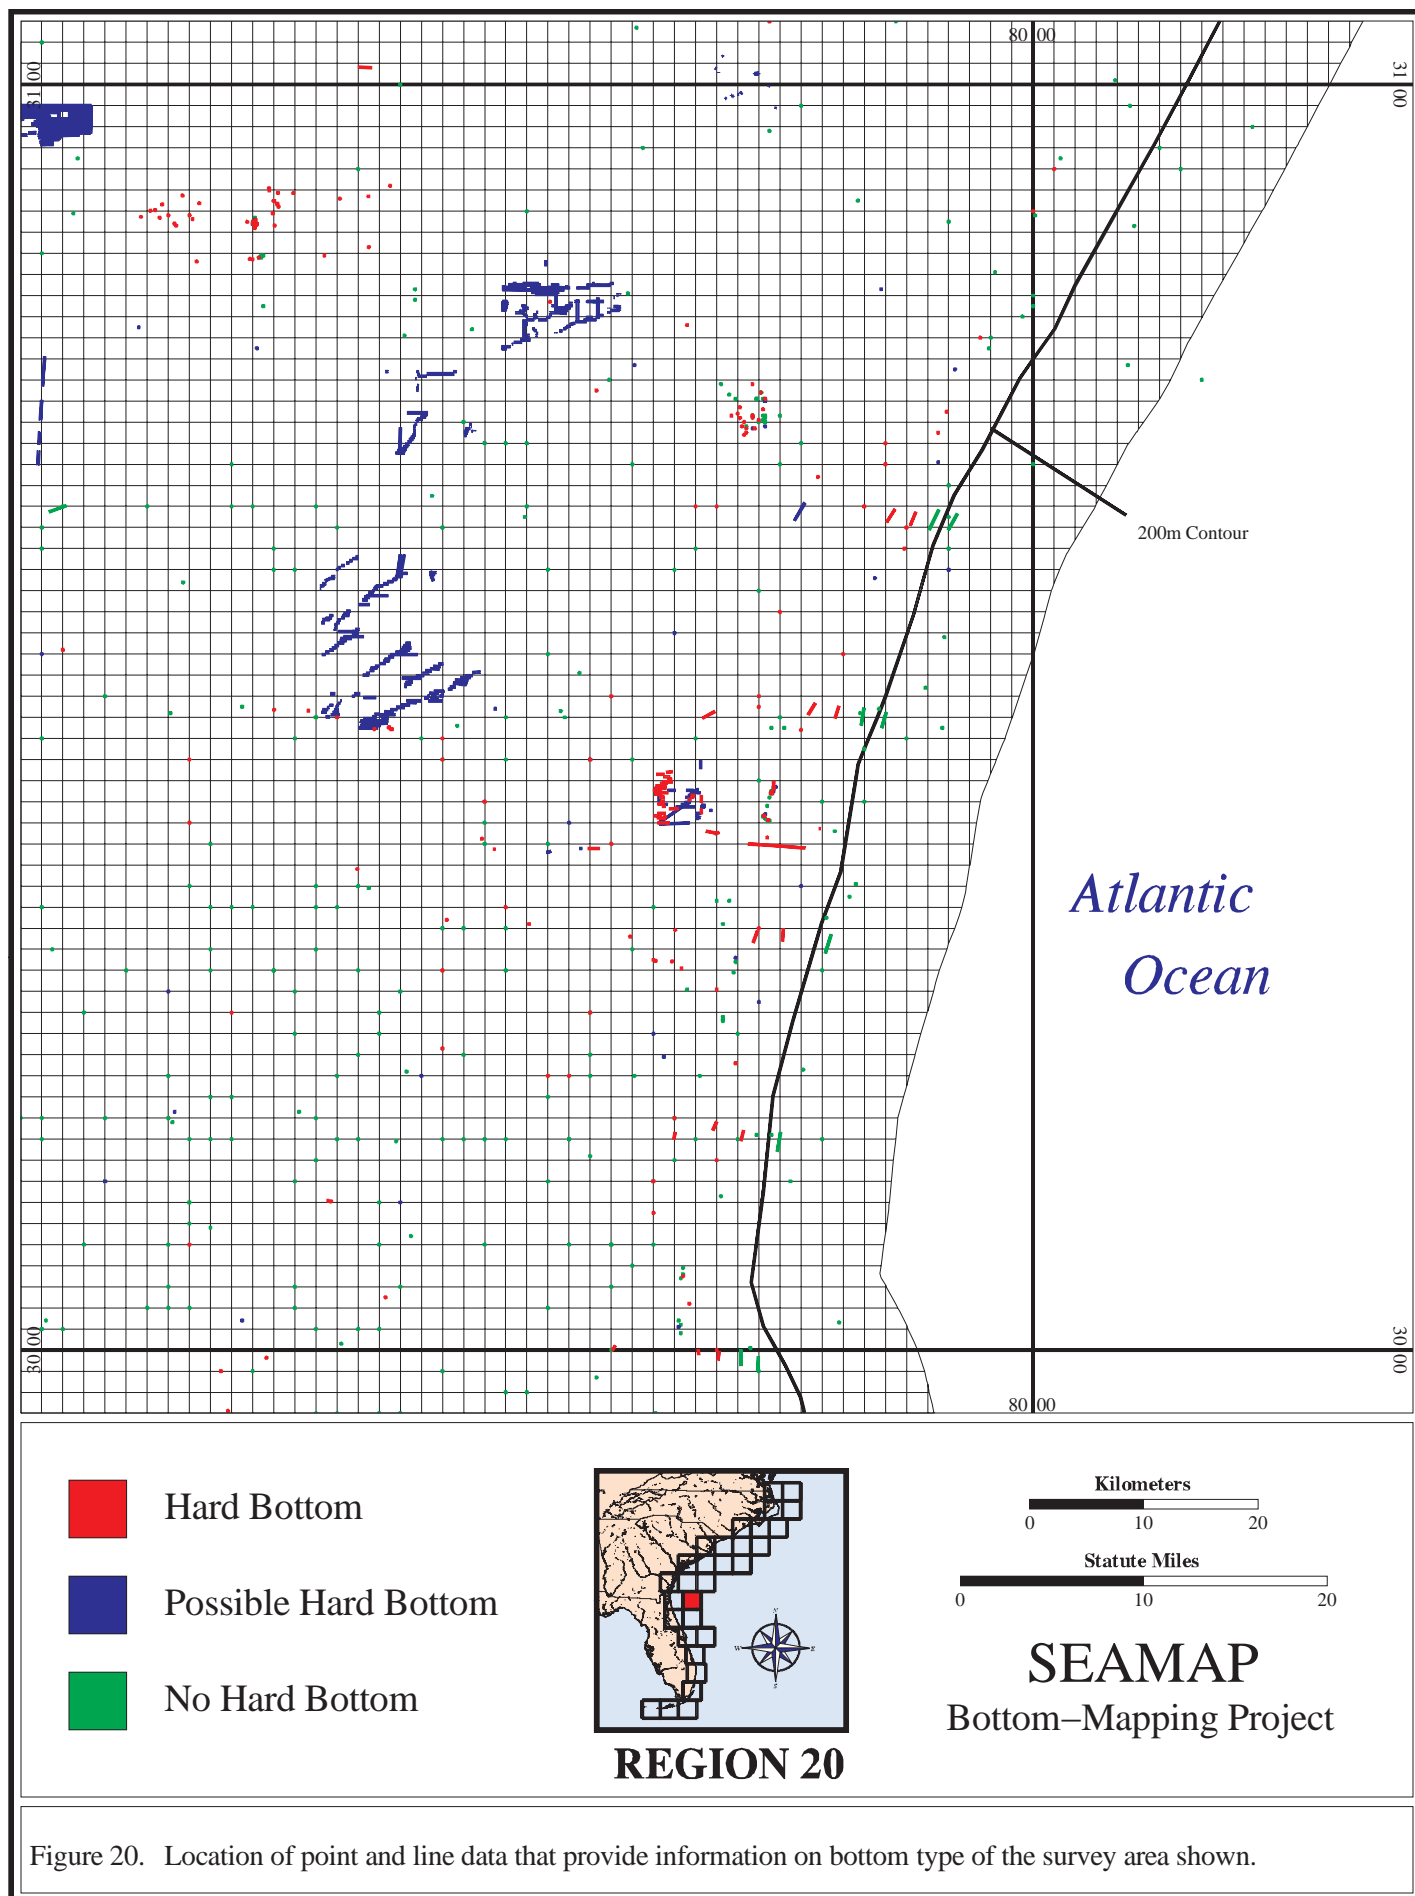 80 00
31 00
31 00
200m Contour
Atlantic
Ocean
30 00
30 00
80 00
Hard Bottom
Possible Hard Bottom
No Hard Bottom
N
W
E
S
REGION 20
Kilometers
0 10 20
Statute Miles
0 10 20
SEAMAP
Bottom−Mapping Project
Figure 20. Location of point and line data that provide information on bottom type of the survey area shown.